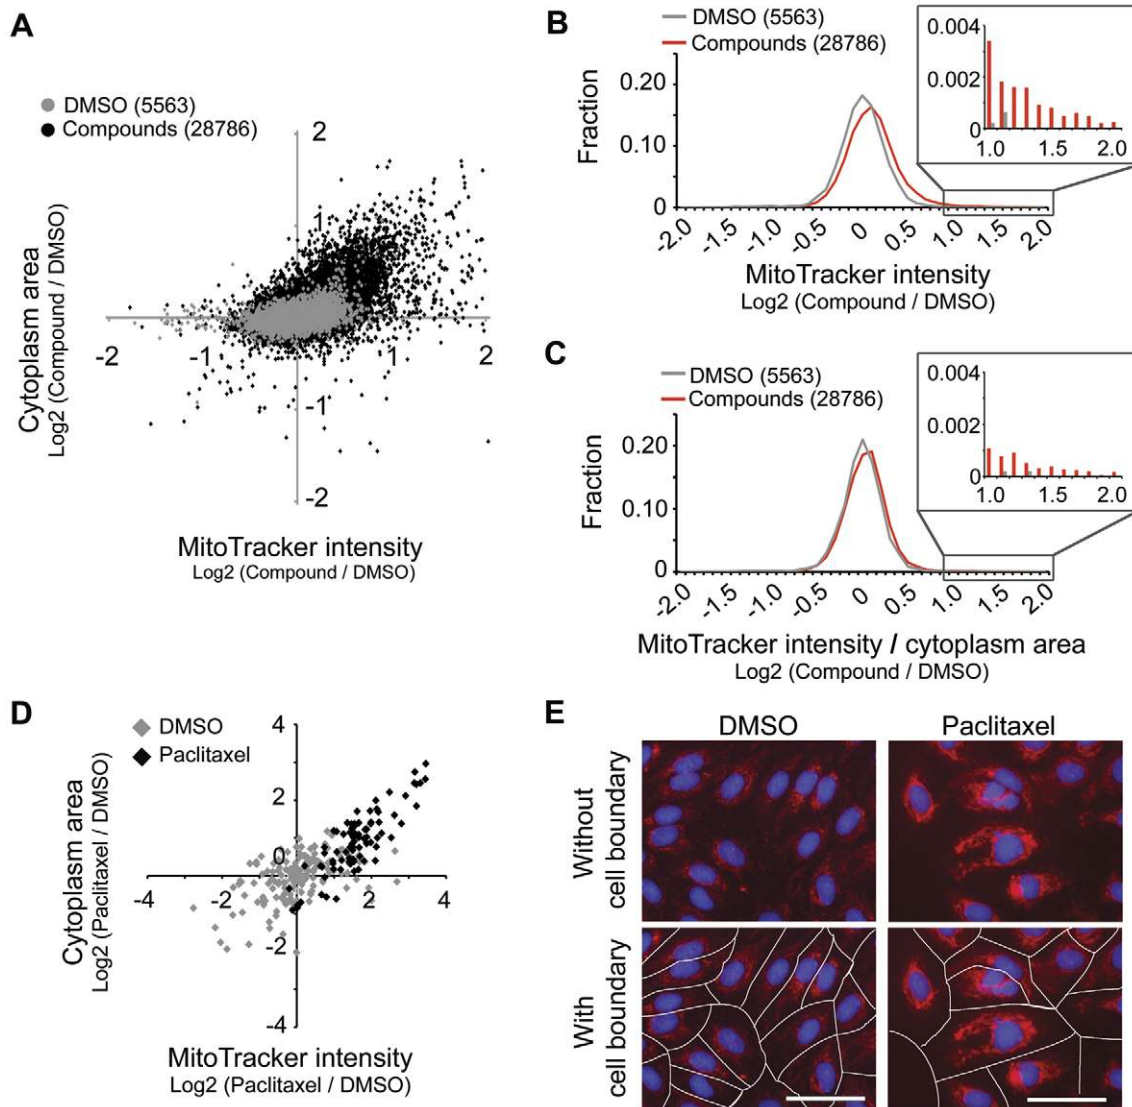 A
DMSO (5563)
Compounds (28786)
2
1
-2
-1
1
2
-1
-2
Cytoplasm area
Log2 (Compound / DMSO)
MitoTracker intensity
Log2 (Compound / DMSO)
B
DMSO (5563)
Compounds (28786)
0.004
0.002
0
1.0
1.5
2.0
0.20
0.10
0
Fraction
-2.0
-1.5
-1.0
-0.5
0
0.5
1.0
1.5
2.0
MitoTracker intensity
Log2 (Compound / DMSO)
C
DMSO (5563)
Compounds (28786)
0.004
0.002
0
1.0
1.5
2.0
0.20
0.10
0
Fraction
-2.0
-1.5
-1.0
-0.5
0
0.5
1.0
1.5
2.0
MitoTracker intensity / cytoplasm area
Log2 (Compound / DMSO)
D
DMSO
Paclitaxel
4
2
0
-2
-4
-4
-2
0
2
4
Cytoplasm area
Log2 (Paclitaxel / DMSO)
MitoTracker intensity
Log2 (Paclitaxel / DMSO)
E
DMSO
Paclitaxel
Without
cell boundary
With
cell boundary